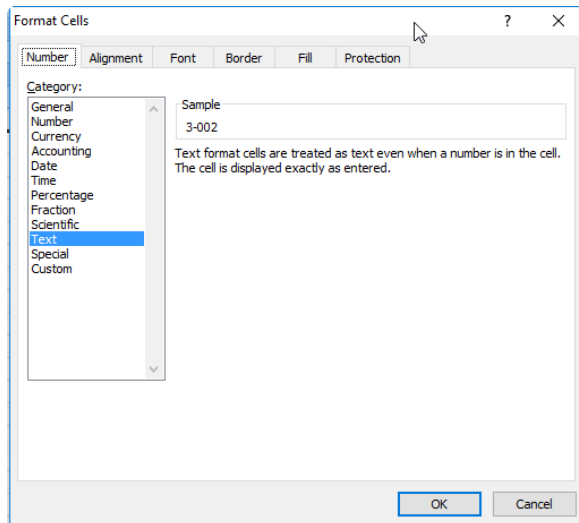 Format Cells
?
Number Alignment Font Border Fill Protection
Category:
General
Number
Currency
Accounting
Date
Time
Percentage
Fraction
Scientific
Text
Special
Custom
Sample
3-002
Text format cells are treated as text even when a number is in the cell.
The cell is displayed exactly as entered.
OK Cancel